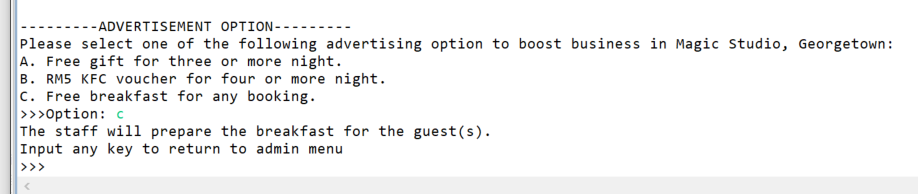 ---------ADVERTISEMENT OPTION---------
Please select one of the following advertising option to boost business in Magic Studio, Georgetown:
A. Free gift for three or more night.
B. RM5 KFC voucher for four or more night.
C. Free breakfast for any booking.
>>>Option: c
The staff will prepare the breakfast for the guest(s).
Input any key to return to admin menu
>>>